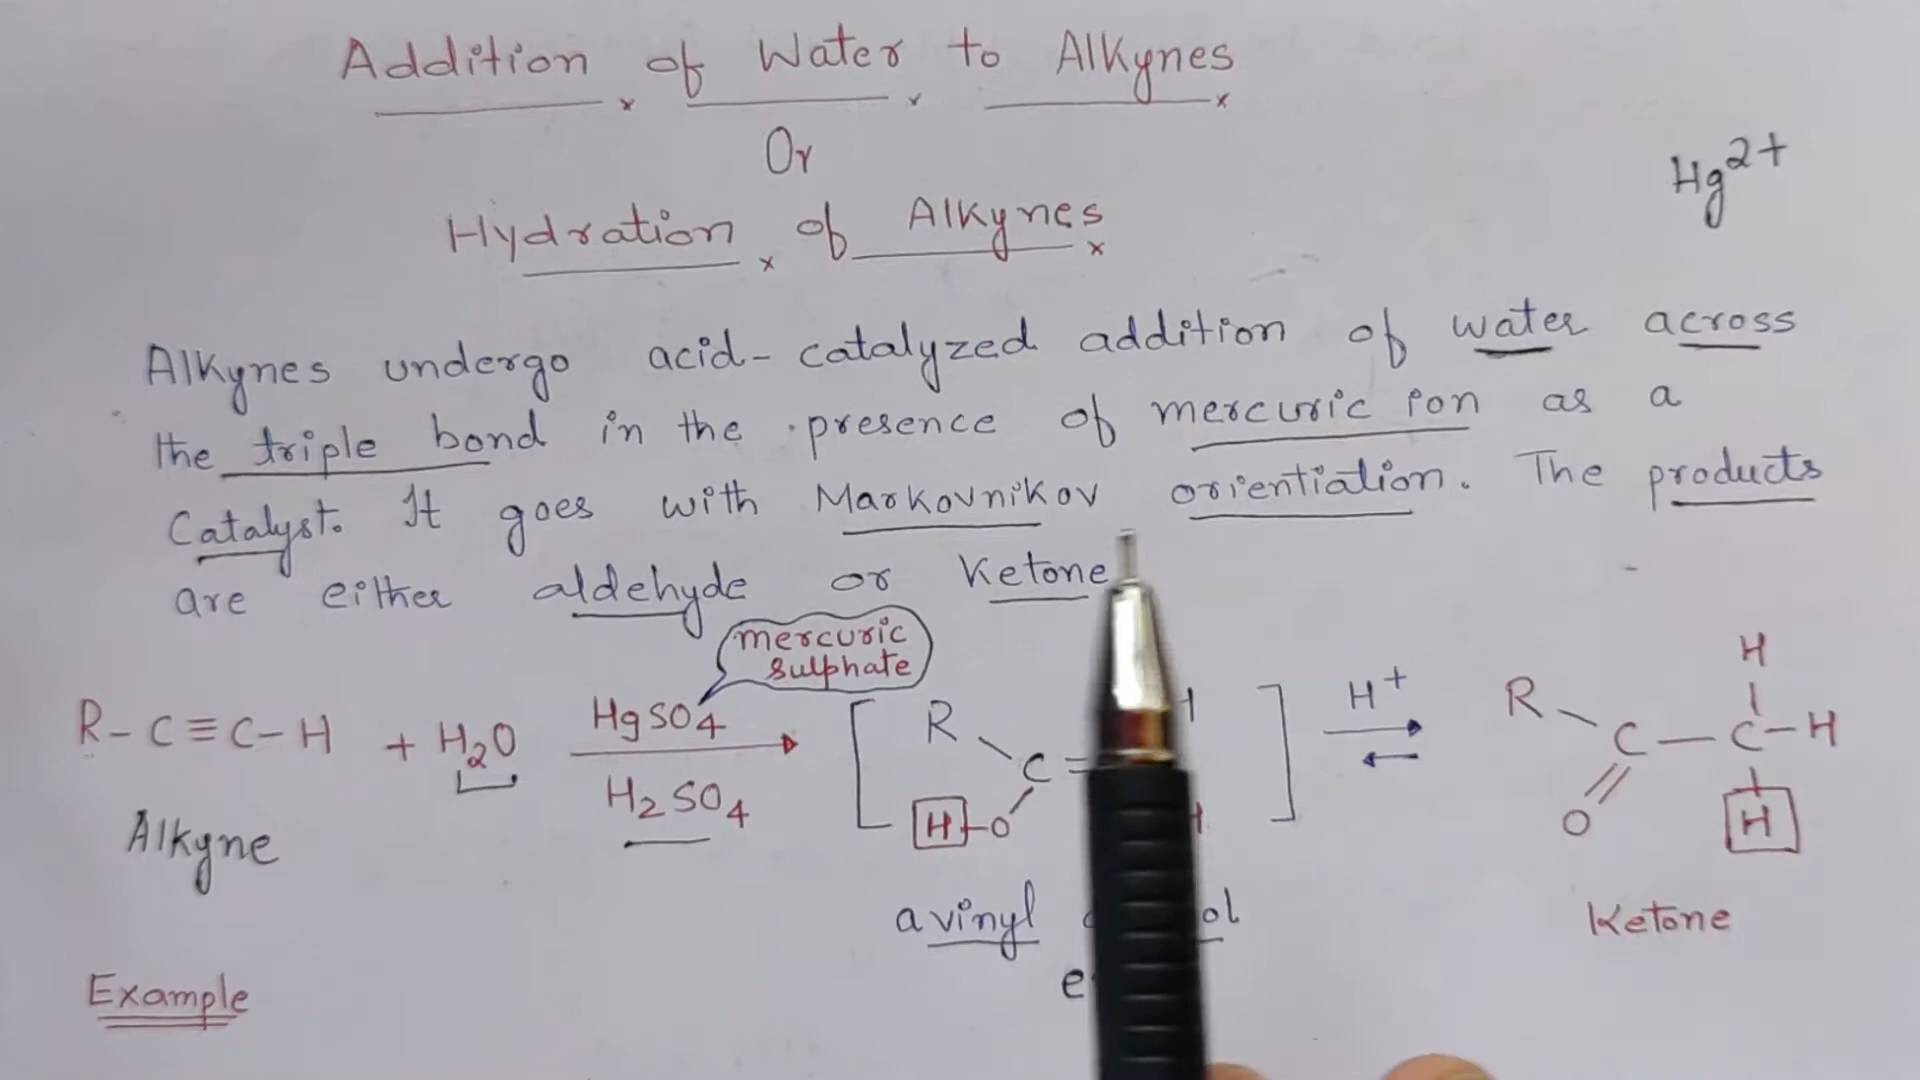 Addition of Water to Alkynes
Or
Hydration of Alkynes
Hg2+
Alkynes undergo acid-catalyzed addition of water across
the triple bond in the presence of mercuric ion as a
Catalyst. It goes with Markovnikov orientiation. The products
are either aldehyde or Ketone
mercuric
sulphate
R-C≡C-H + H2O
HgSO4
H2SO4
R
C=
H-O
H+
R
C-C-H
H
O
H
Alkyne
a vinyl
Ketone
Example